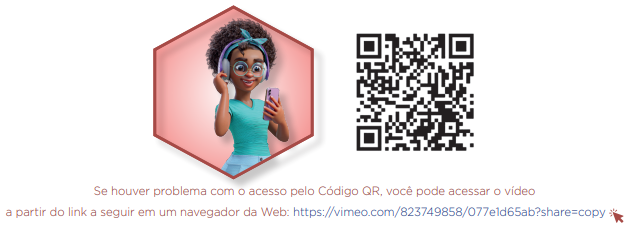 Se houver problema com o acesso pelo Código QR, você pode acessar o vídeo
a partir do link a seguir em um navegador da Web: https://vimeo.com/823749858/077e1d65ab?share=copy